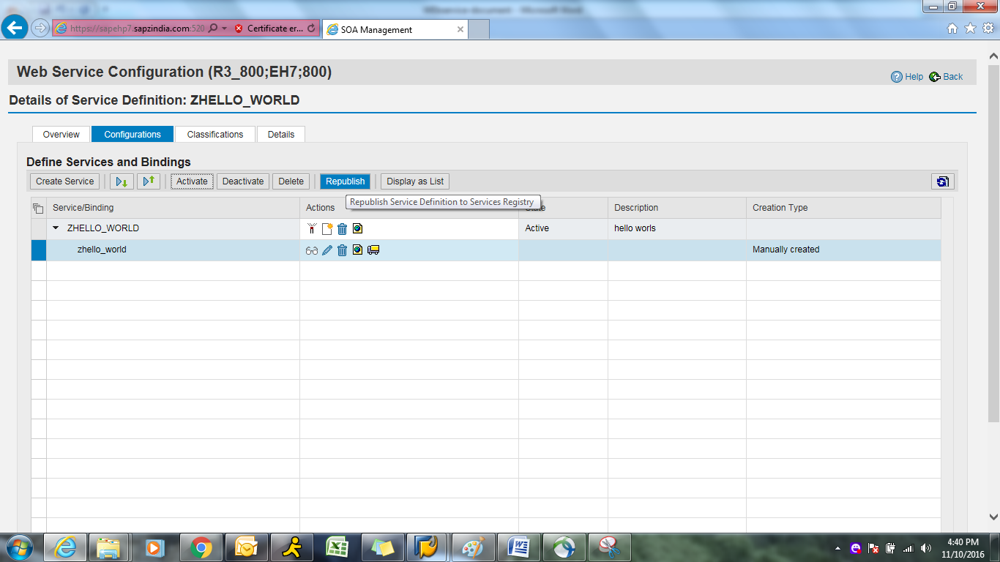 https://sapehp7.sapzindia.com:520 Certificate er... SOA Management
Web Service Configuration (R3_800;EH7;800)
Help Back
Details of Service Definition: ZHELLO_WORLD
Overview Configurations Classifications Details
Define Services and Bindings
Create Service Activate Deactivate Delete Republish Display as List
Republish Service Definition to Services Registry
Service/Binding Actions Description Creation Type
ZHELLO_WORLD Active hello worls
zhello_world Manually created
4:40 PM
11/10/2016